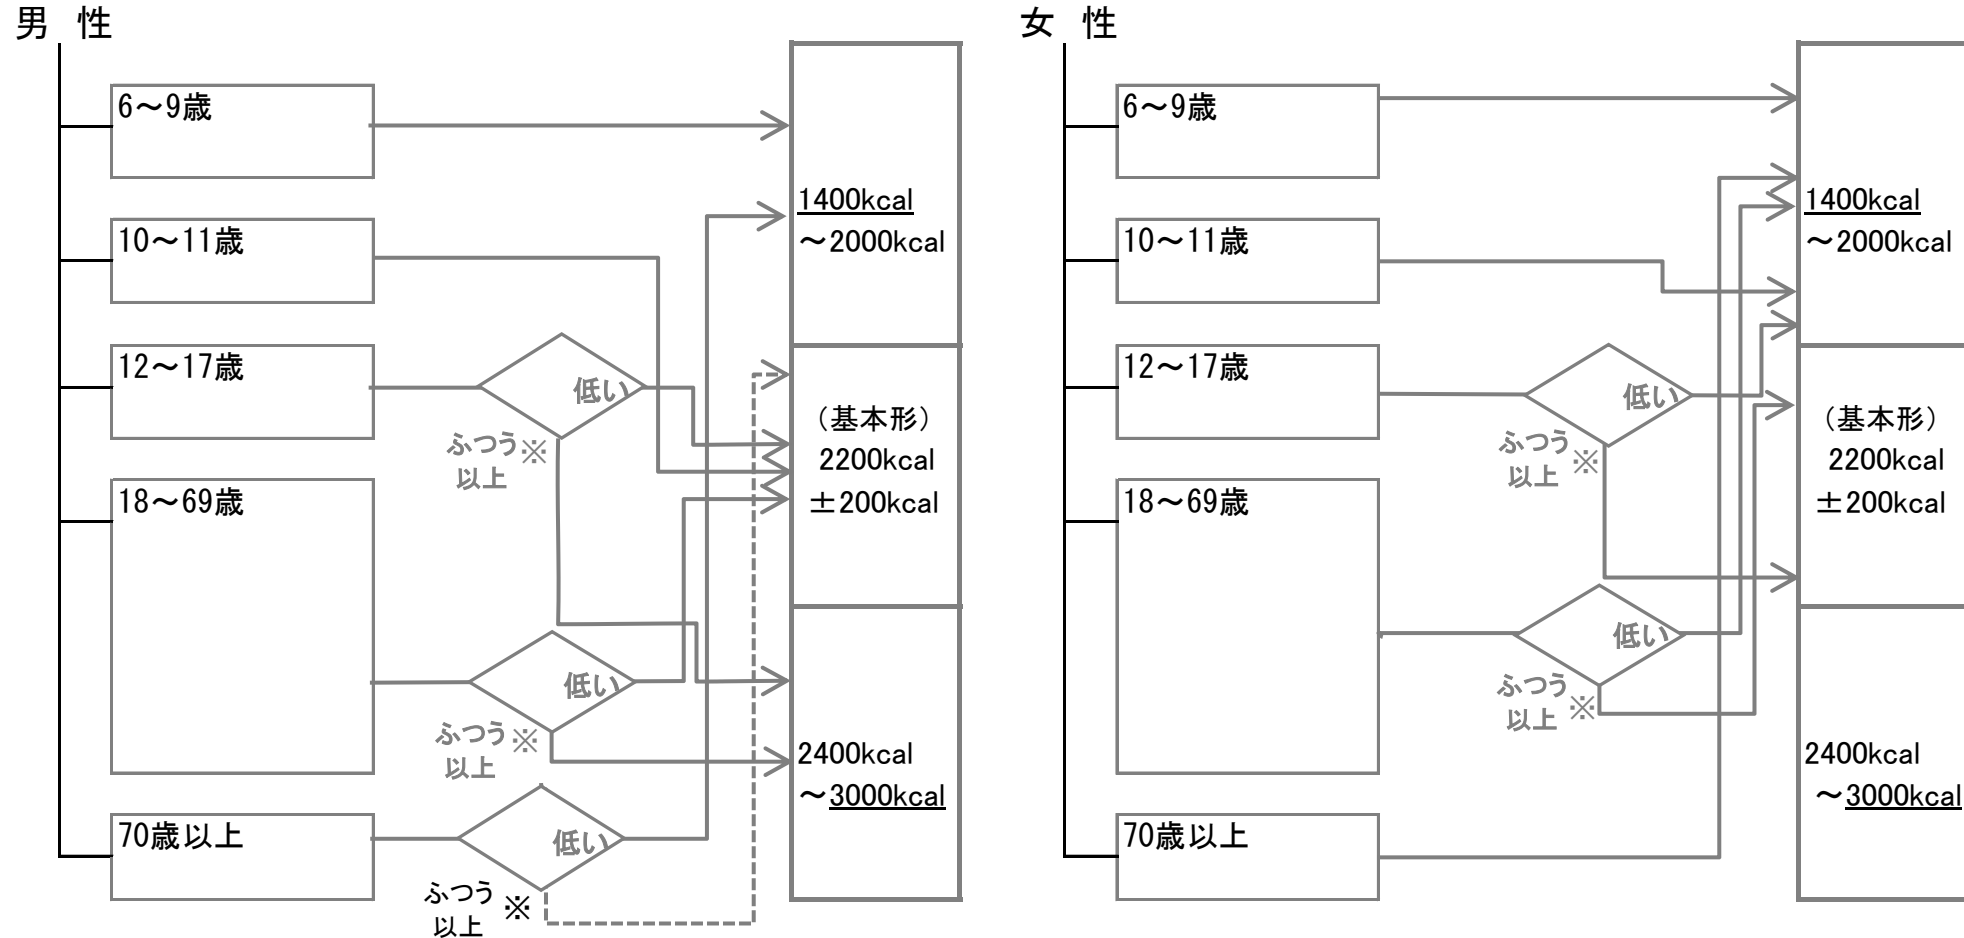 男 性
6～9歳
10～11歳
12～17歳
低い
ふつう※
以上
18～69歳
低い
ふつう※
以上
70歳以上
低い
ふつう※
以上
1400kcal
～2000kcal
（基本形）
2200kcal
±200kcal
2400kcal
～3000kcal
女 性
6～9歳
10～11歳
12～17歳
低い
ふつう※
以上
18～69歳
低い
ふつう※
以上
70歳以上
1400kcal
～2000kcal
（基本形）
2200kcal
±200kcal
2400kcal
～3000kcal